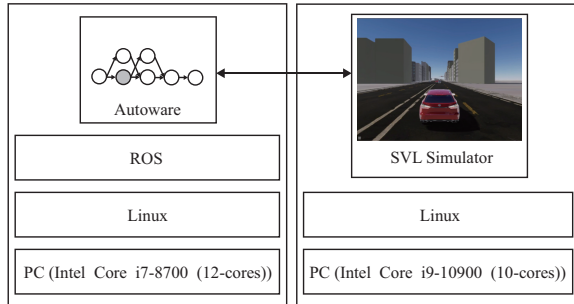 Autoware
ROS
Linux
PC (Intel Core i7-8700 (12-cores))
SVL Simulator
Linux
PC (Intel Core i9-10900 (10-cores))